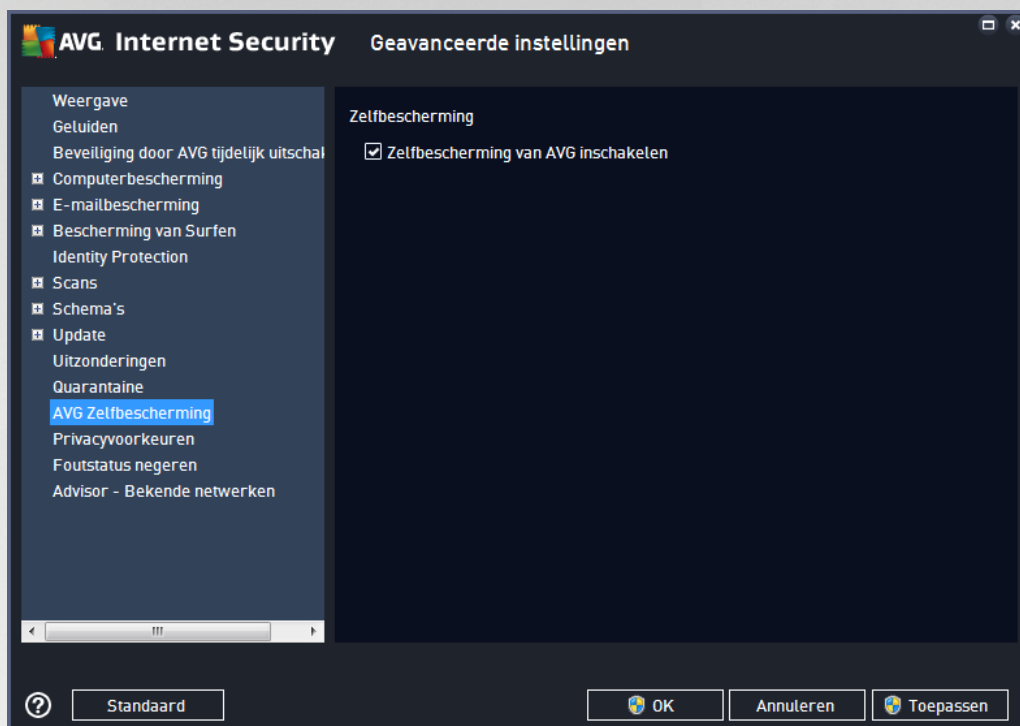 AVG. Internet Security Geavanceerde instellingen
Weergave
Geluiden
Beveiliging door AVG tijdelijk uitschak
Computerbescherming
E-mailbescherming
Bescherming van Surfen
Identity Protection
Scans
Schema's
Update
Uitzonderingen
Quarantaine
AVG Zelfbescherming
Privacyvoorkeuren
Foutstatus negeren
Advisor - Bekende netwerken
Zelfbescherming
Zelfbescherming van AVG inschakelen
Standaard
OK
Annuleren
Toepassen